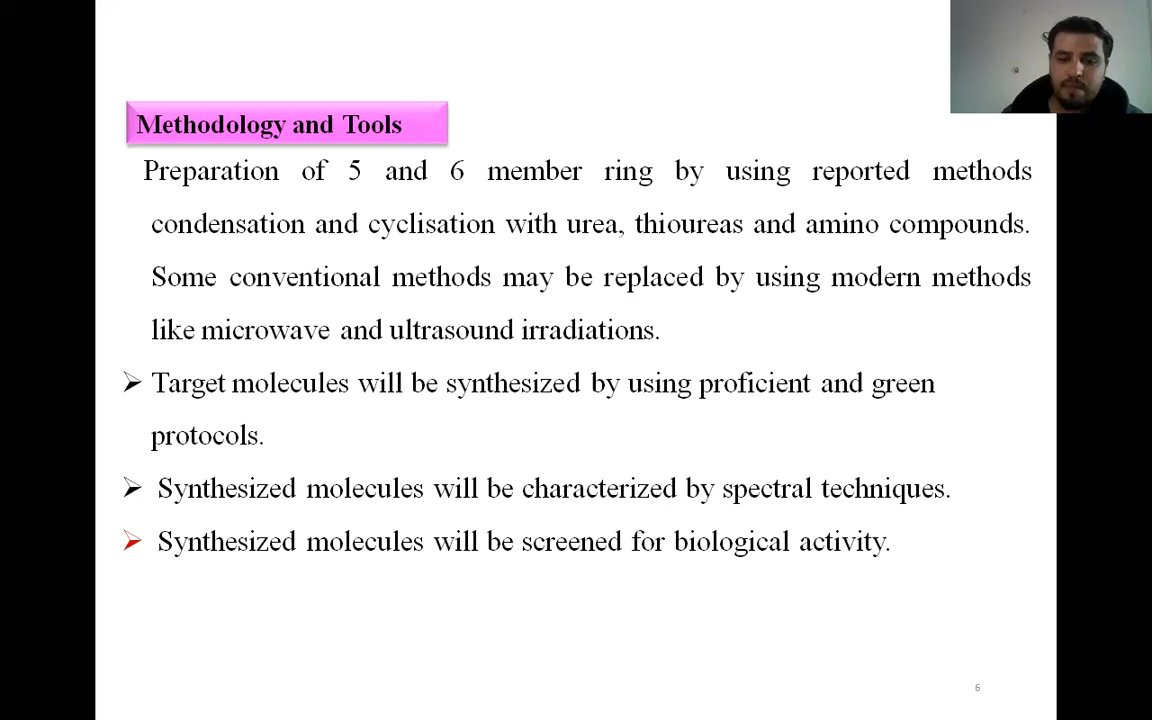 Methodology and Tools
Preparation of 5 and 6 member ring by using reported methods
condensation and cyclisation with urea, thioureas and amino compounds.
Some conventional methods may be replaced by using modern methods
like microwave and ultrasound irradiations.
➢ Target molecules will be synthesized by using proficient and green
protocols.
➢ Synthesized molecules will be characterized by spectral techniques.
➢ Synthesized molecules will be screened for biological activity.
6